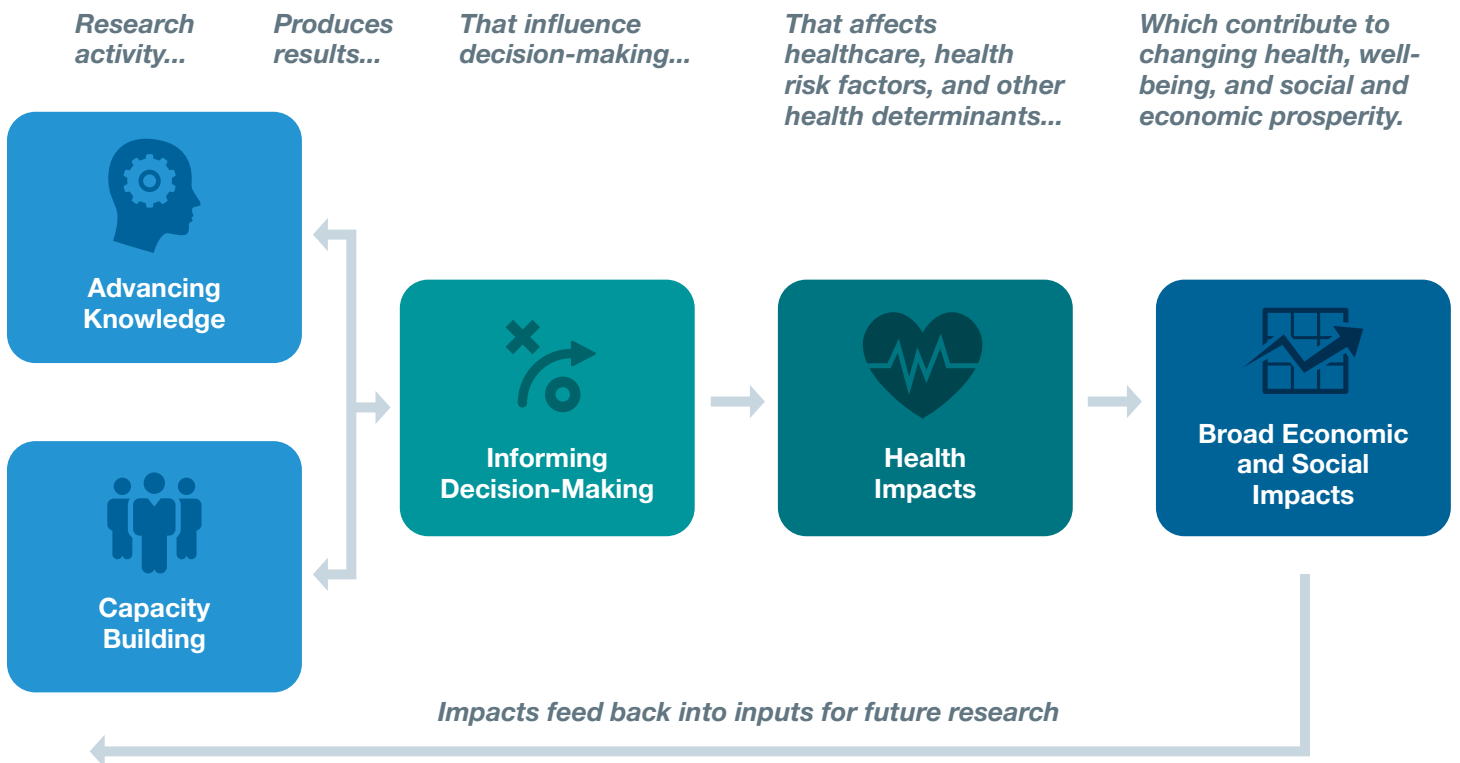 Research
activity...
Produces
results...
That influence
decision-making...
That affects
healthcare, health
risk factors, and other
health determinants...
Which contribute to
changing health, well-
being, and social and
economic prosperity.
Advancing
Knowledge
Capacity
Building
Informing
Decision-Making
Health
Impacts
Broad Economic
and Social
Impacts
Impacts feed back into inputs for future research